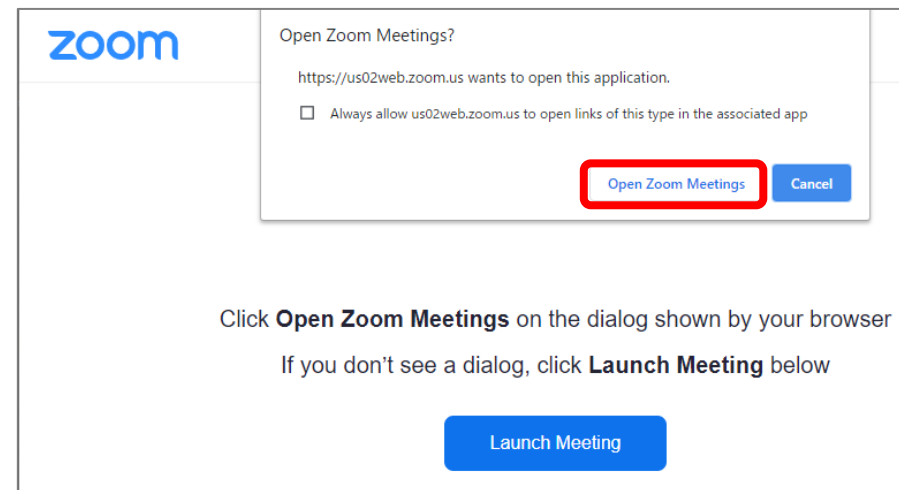 zoom
Open Zoom Meetings?
https://us02web.zoom.us wants to open this application.
Always allow us02web.zoom.us to open links of this type in the associated app
Open Zoom Meetings
Cancel
Click Open Zoom Meetings on the dialog shown by your browser
If you don’t see a dialog, click Launch Meeting below
Launch Meeting